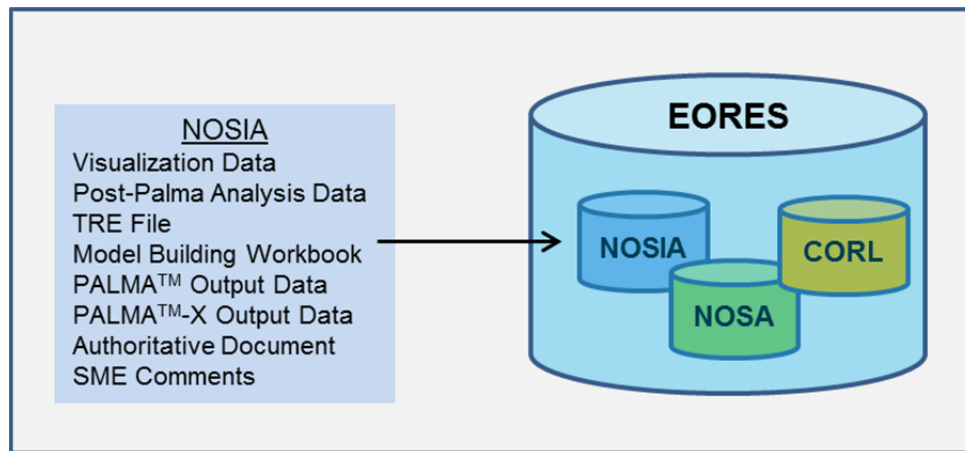 NOSIA
Visualization Data
Post-Palma Analysis Data
TRE File
Model Building Workbook
PALMA™ Output Data
PALMA™-X Output Data
Authoritative Document
SME Comments
EORES
NOSIA
CORL
NOSA